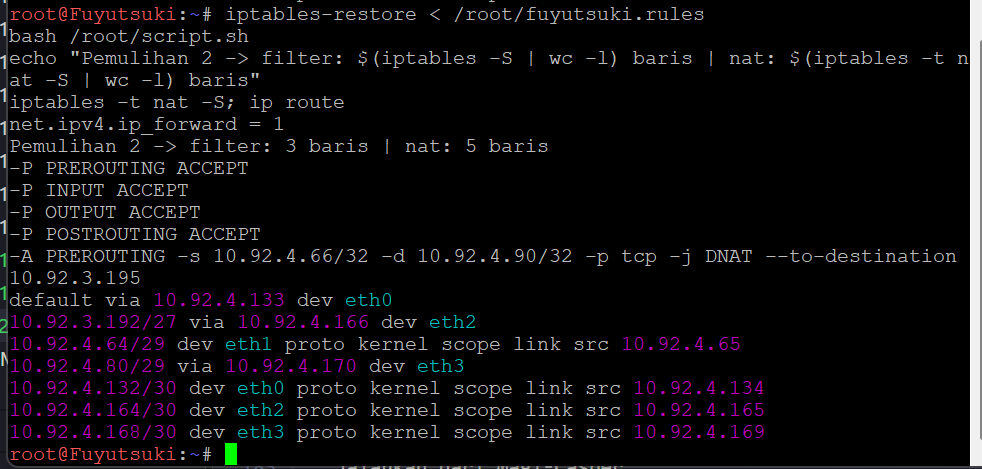 root@Fuyutsuki:~# iptables-restore < /root/fuyutsuki.rules
bash /root/script.sh
echo "Pemulihan 2 -> filter: $(iptables -S | wc -l) baris | nat: $(iptables -t n
at -S | wc -l) baris"
iptables -t nat -S; ip route
net.ipv4.ip_forward = 1
Pemulihan 2 -> filter: 3 baris | nat: 5 baris
-P PREROUTING ACCEPT
-P INPUT ACCEPT
-P OUTPUT ACCEPT
-P POSTROUTING ACCEPT
-A PREROUTING -s 10.92.4.66/32 -d 10.92.4.90/32 -p tcp -j DNAT --to-destination
10.92.3.195
default via 10.92.4.133 dev eth0
10.92.3.192/27 via 10.92.4.166 dev eth2
10.92.4.64/29 dev eth1 proto kernel scope link src 10.92.4.65
10.92.4.80/29 via 10.92.4.170 dev eth3
10.92.4.132/30 dev eth0 proto kernel scope link src 10.92.4.134
10.92.4.164/30 dev eth2 proto kernel scope link src 10.92.4.165
10.92.4.168/30 dev eth3 proto kernel scope link src 10.92.4.169
root@Fuyutsuki:~#